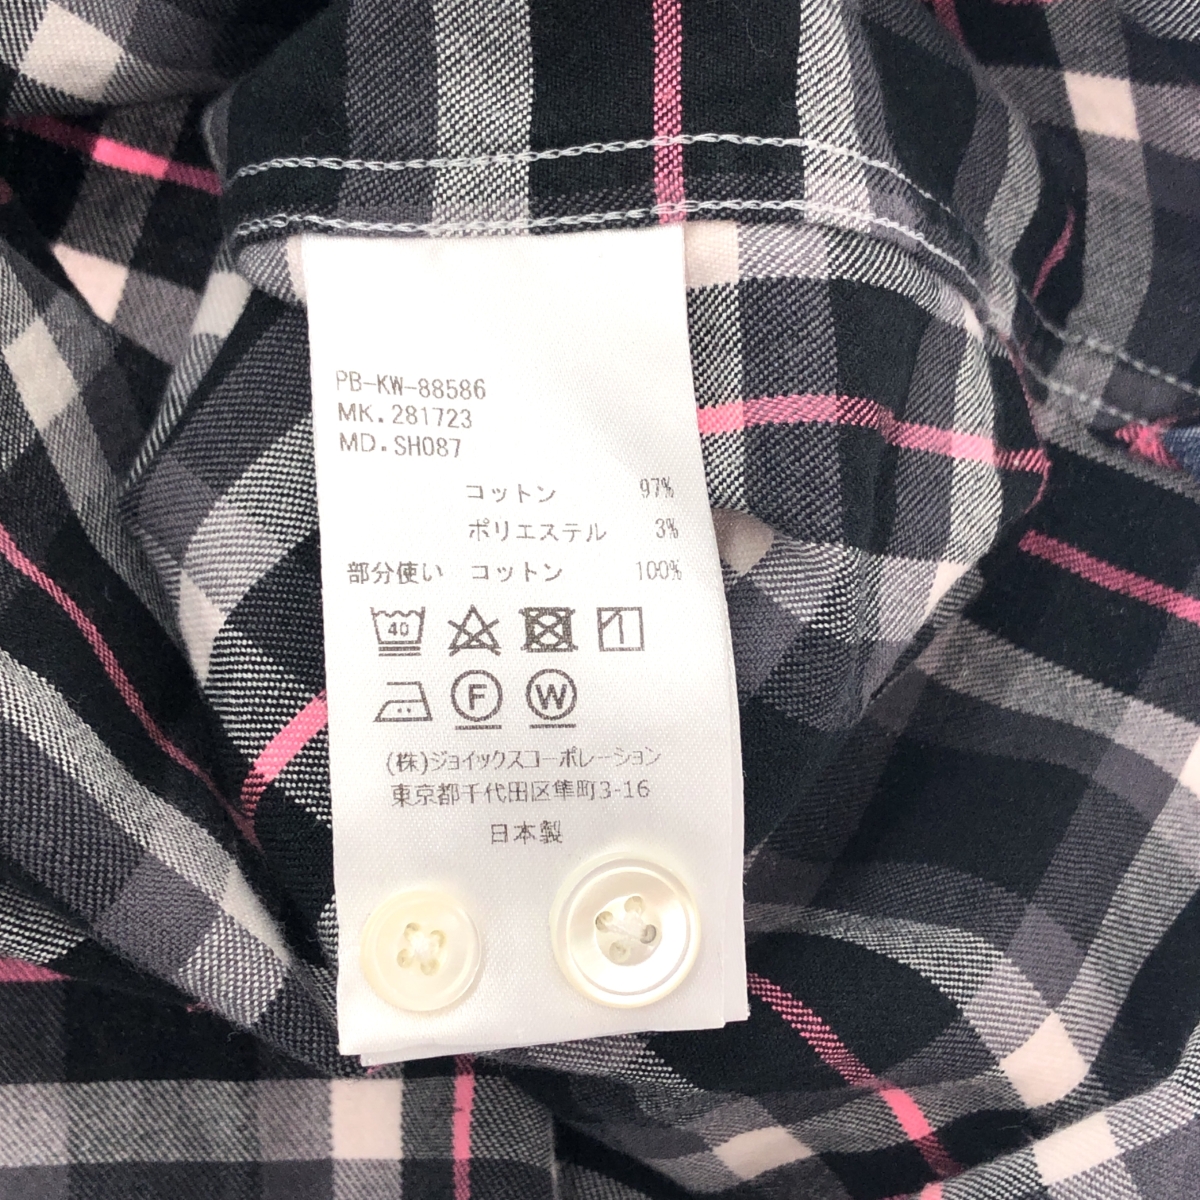 PB-KW-88586
MK.281723
MD.SH087
コットン 97%
ポリエステル 3%
部分使い コットン 100%
40
F W
(株)ジョイックスコーポレーション
東京都千代田区隼町3-16
日本製